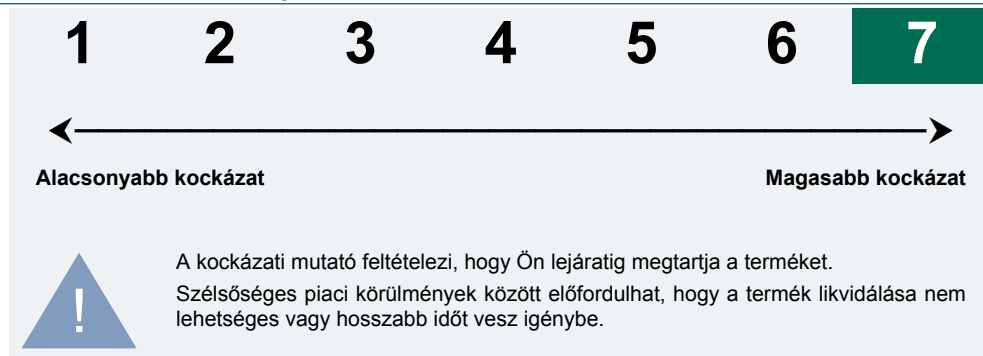 1 2 3 4 5 6 7
Alacsonyabb kockázat Magasabb kockázat
A kockázati mutató feltételezi, hogy Ön lejáratig megtartja a terméket.
Szélsőséges piaci körülmények között előfordulhat, hogy a termék likvidálása nem
lehetséges vagy hosszabb időt vesz igénybe.
!